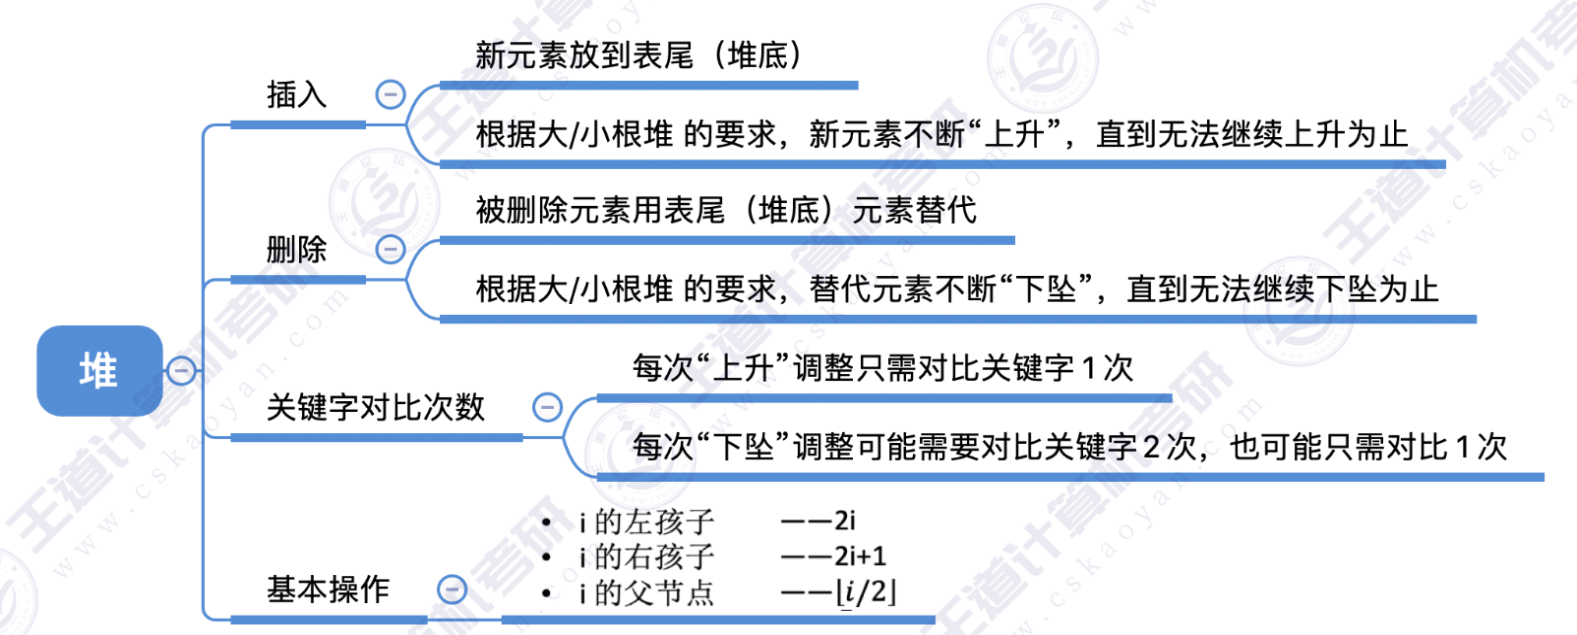 新元素放到表尾（堆底）
插入
根据大/小根堆 的要求，新元素不断“上升”，直到无法继续上升为止
被删除元素用表尾（堆底）元素替代
删除
根据大/小根堆 的要求，替代元素不断“下坠”，直到无法继续下坠为止
堆
每次“上升”调整只需对比关键字1次
关键字对比次数
每次“下坠”调整可能需要对比关键字2次，也可能只需对比1次
• i 的左孩子 ——2i
• i 的右孩子 ——2i+1
• i 的父节点 ——⌊i/2⌋
基本操作
王道计算机考研
www.cskaoyan.com